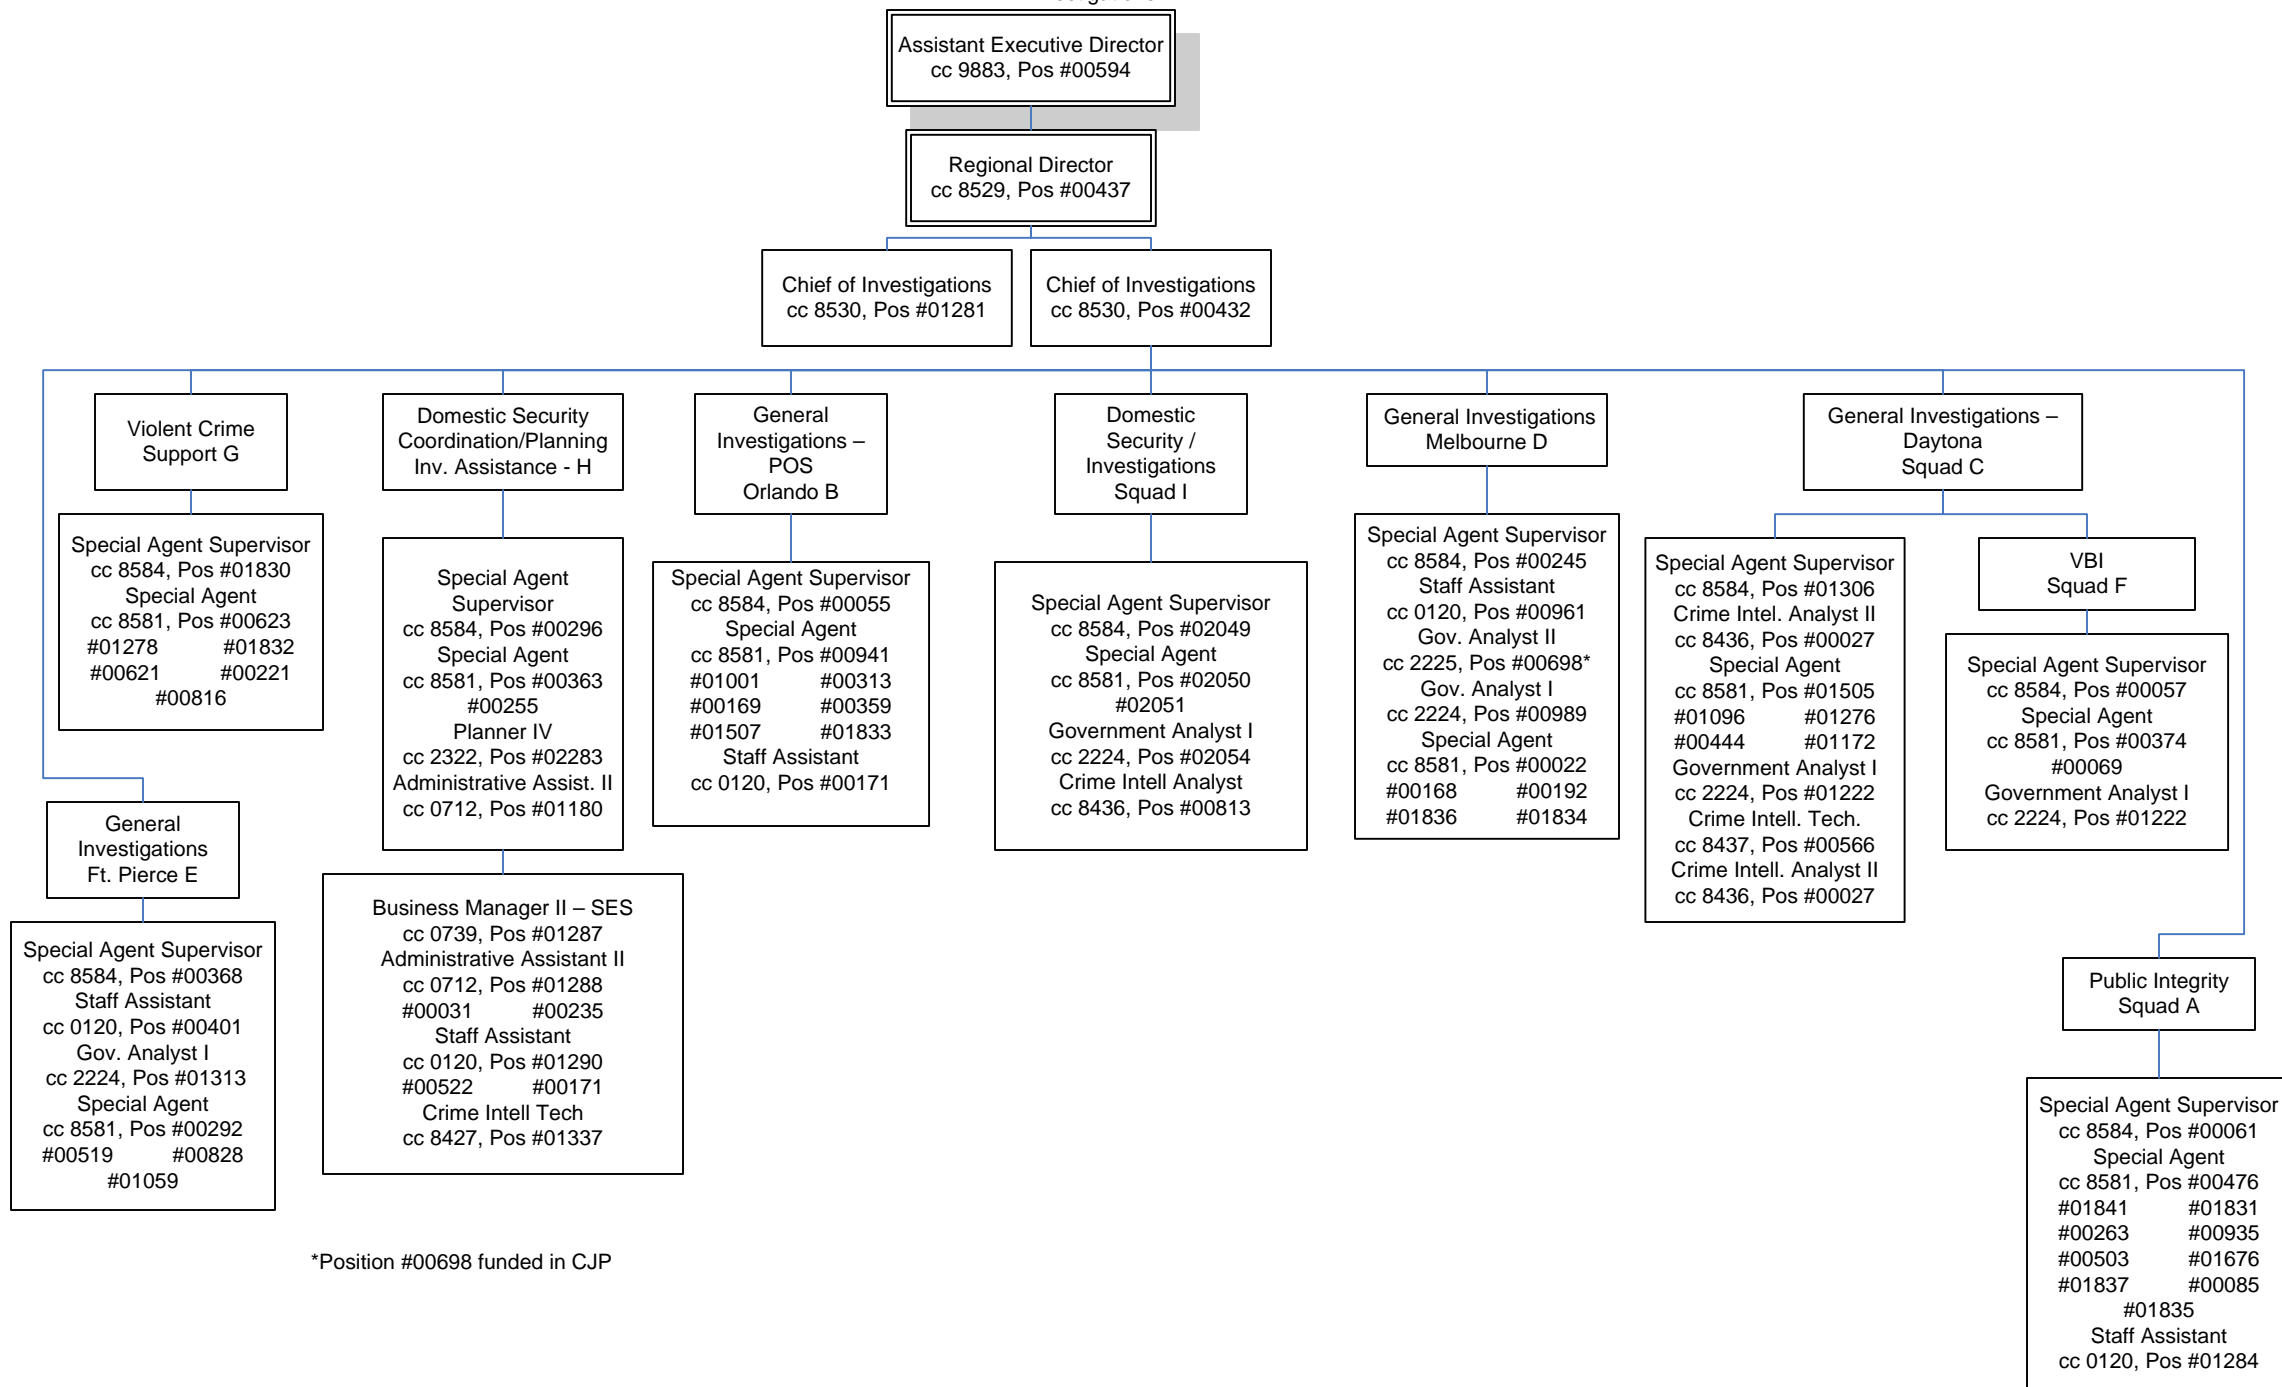 Assistant Executive Director
cc 9883, Pos #00594
Regional Director
cc 8529, Pos #00437
Chief of Investigations
cc 8530, Pos #01281
Chief of Investigations
cc 8530, Pos #00432
Violent Crime
Support G
Special Agent Supervisor
cc 8584, Pos #01830
Special Agent
cc 8581, Pos #00623
#01278 #01832
#00621 #00221
#00816
General
Investigations
Ft. Pierce E
Special Agent Supervisor
cc 8584, Pos #00368
Staff Assistant
cc 0120, Pos #00401
Gov. Analyst I
cc 2224, Pos #01313
Special Agent
cc 8581, Pos #00292
#00519 #00828
#01059
Domestic Security
Coordination/Planning
Inv. Assistance - H
Special Agent
Supervisor
cc 8584, Pos #00296
Special Agent
cc 8581, Pos #00363
#00255
Planner IV
cc 2322, Pos #02283
Administrative Assist. II
cc 0712, Pos #01180
Business Manager II – SES
cc 0739, Pos #01287
Administrative Assistant II
cc 0712, Pos #01288
#00031 #00235
Staff Assistant
cc 0120, Pos #01290
#00522 #00171
Crime Intell Tech
cc 8427, Pos #01337
General
Investigations –
POS
Orlando B
Special Agent Supervisor
cc 8584, Pos #00055
Special Agent
cc 8581, Pos #00941
#01001 #00313
#00169 #00359
#01507 #01833
Staff Assistant
cc 0120, Pos #00171
Domestic
Security /
Investigations
Squad I
Special Agent Supervisor
cc 8584, Pos #02049
Special Agent
cc 8581, Pos #02050
#02051
Government Analyst I
cc 2224, Pos #02054
Crime Intell Analyst
cc 8436, Pos #00813
General Investigations
Melbourne D
Special Agent Supervisor
cc 8584, Pos #00245
Staff Assistant
cc 0120, Pos #00961
Gov. Analyst II
cc 2225, Pos #00698*
Gov. Analyst I
cc 2224, Pos #00989
Special Agent
cc 8581, Pos #00022
#00168 #00192
#01836 #01834
General Investigations –
Daytona
Squad C
Special Agent Supervisor
cc 8584, Pos #01306
Crime Intel. Analyst II
cc 8436, Pos #00027
Special Agent
cc 8581, Pos #01505
#01096 #01276
#00444 #01172
Government Analyst I
cc 2224, Pos #01222
Crime Intell. Tech.
cc 8437, Pos #00566
Crime Intell. Analyst II
cc 8436, Pos #00027
VBI
Squad F
Special Agent Supervisor
cc 8584, Pos #00057
Special Agent
cc 8581, Pos #00374
#00069
Government Analyst I
cc 2224, Pos #01222
Public Integrity
Squad A
Special Agent Supervisor
cc 8584, Pos #00061
Special Agent
cc 8581, Pos #00476
#01841 #01831
#00263 #00935
#00503 #01676
#01837 #00085
#01835
Staff Assistant
cc 0120, Pos #01284
*Position #00698 funded in CJP